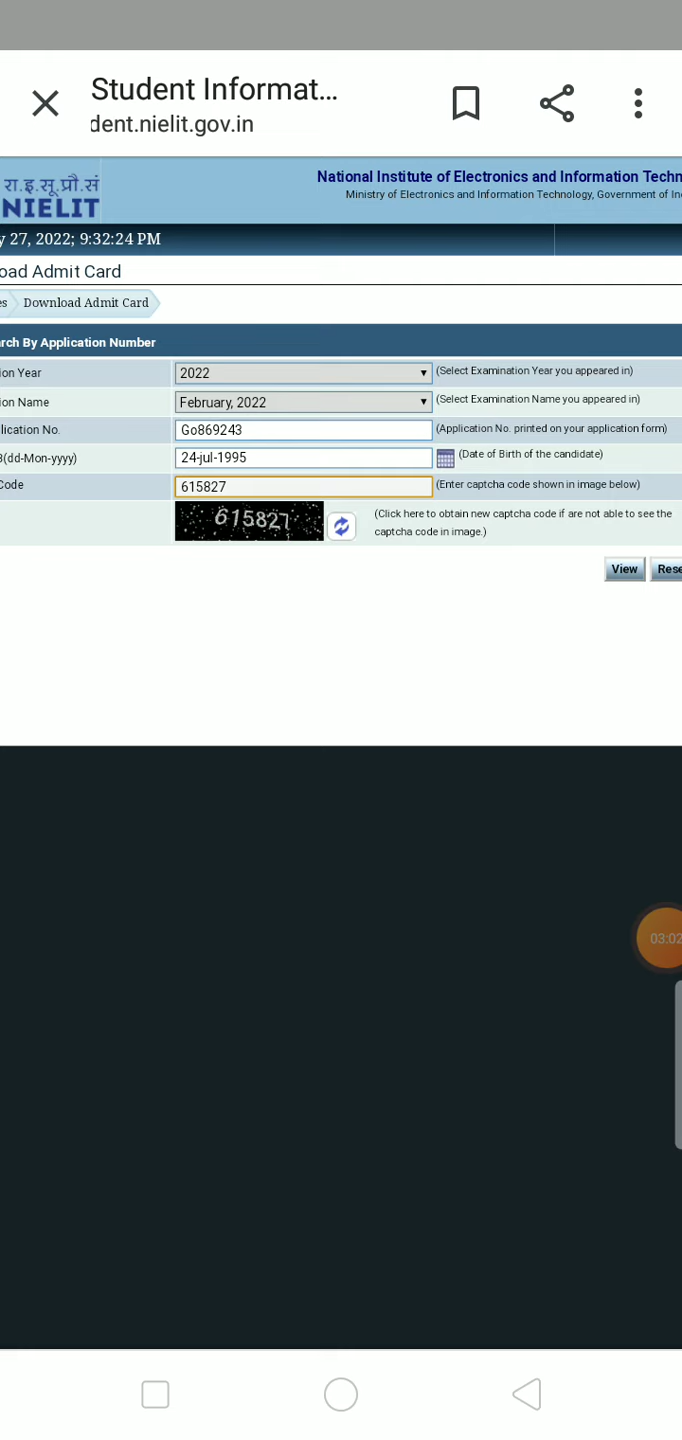 Student Informat...
dent.nielit.gov.in
रा.इ.सू.प्रौ.सं
NIELIT
National Institute of Electronics and Information Techn
Ministry of Electronics and Information Technology, Government of In
y 27, 2022; 9:32:24 PM
oad Admit Card
es Download Admit Card
rch By Application Number
ion Year 2022 (Select Examination Year you appeared in)
ion Name February, 2022 (Select Examination Name you appeared in)
lication No. Go869243 (Application No. printed on your application form)
B(dd-Mon-yyyy) 24-jul-1995 (Date of Birth of the candidate)
Code 615827 (Enter captcha code shown in image below)
615827 (Click here to obtain new captcha code if are not able to see the
captcha code in image.)
View Rese
03:02